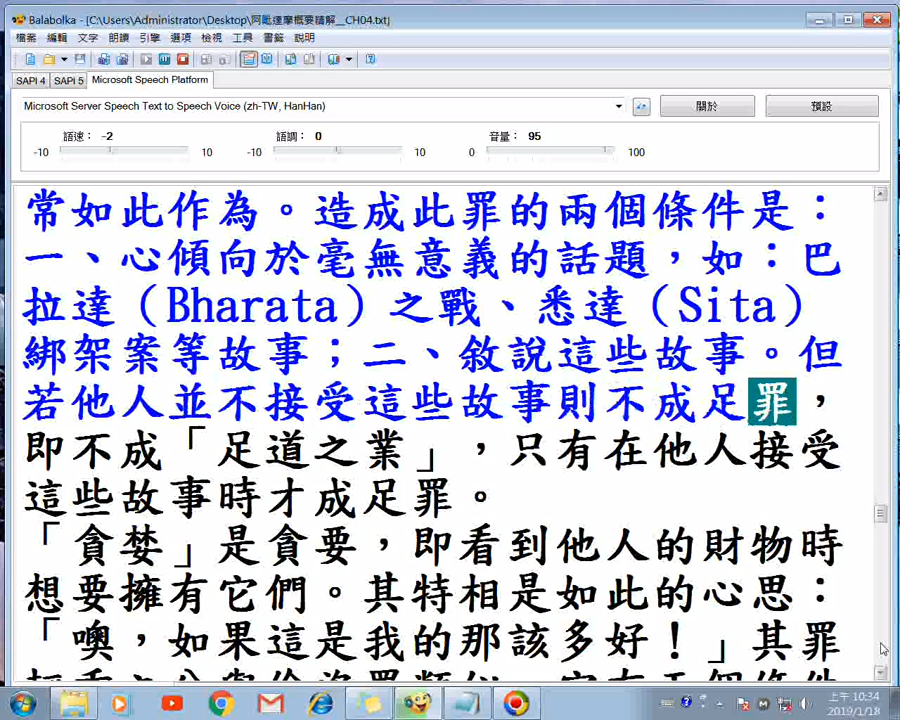 Balabolka - [C:\Users\Administrator\Desktop\阿毗達摩概要精解__CH04.txt]
檔案 編輯 文字 朗讀 引擎 選項 檢視 工具 書籤 說明
SAPI 4 SAPI 5 Microsoft Speech Platform
Microsoft Server Speech Text to Speech Voice (zh-TW, HanHan) 關於 預設
語速： -2 語調： 0 音量： 95
-10 10 -10 10 0 100
常如此作為。造成此罪的兩個條件是：
一、心傾向於毫無意義的話題，如：巴
拉達（Bharata）之戰、悉達（Sita）
綁架案等故事；二、敘說這些故事。但
若他人並不接受這些故事則不成足罪，
即不成「足道之業」，只有在他人接受
這些故事時才成足罪。
「貪婪」是貪要，即看到他人的財物時
想要擁有它們。其特相是如此的心思：
「噢，如果這是我的那該多好！」其罪
上午 10:34
2019/1/18